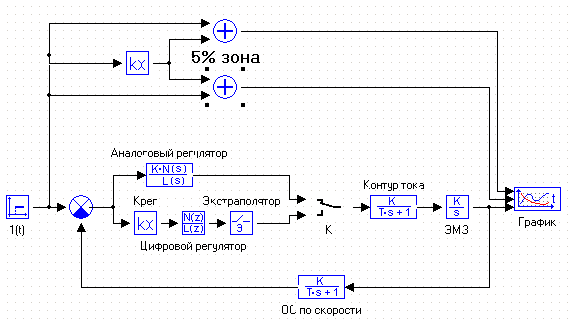 kx
5% зона
Аналоговый регулятор
K·N(s)
L(s)
Крег
Экстраполятор
Контур тока
kx
N(z)
L(z)
Э
K
T·s+1
K
s
t
1(t)
Цифровой регулятор
К
ЭМЗ
График
K
T·s+1
ОС по скорости